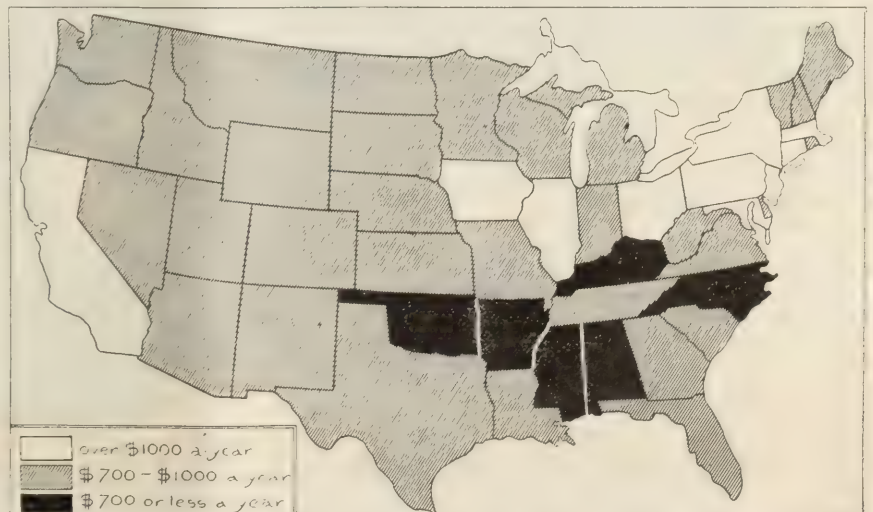 over $1000 a year
$700 - $1000 a year
$700 or less a year